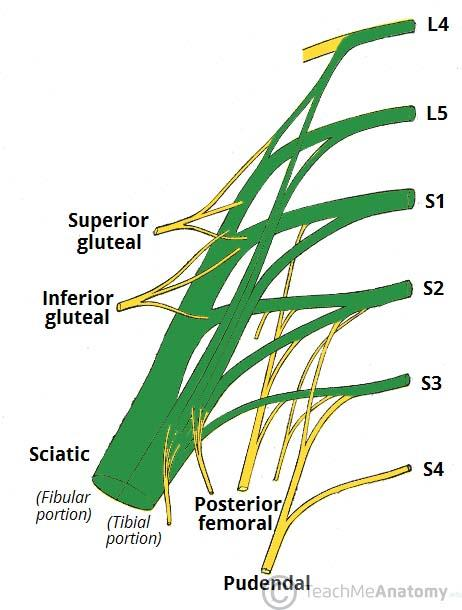 L4
L5
S1
Superior
gluteal
S2
Inferior
gluteal
S3
Sciatic
S4
(Fibular
portion)
(Tibial
portion)
Posterior
femoral
Pudendal
© TeachMeAnatomy